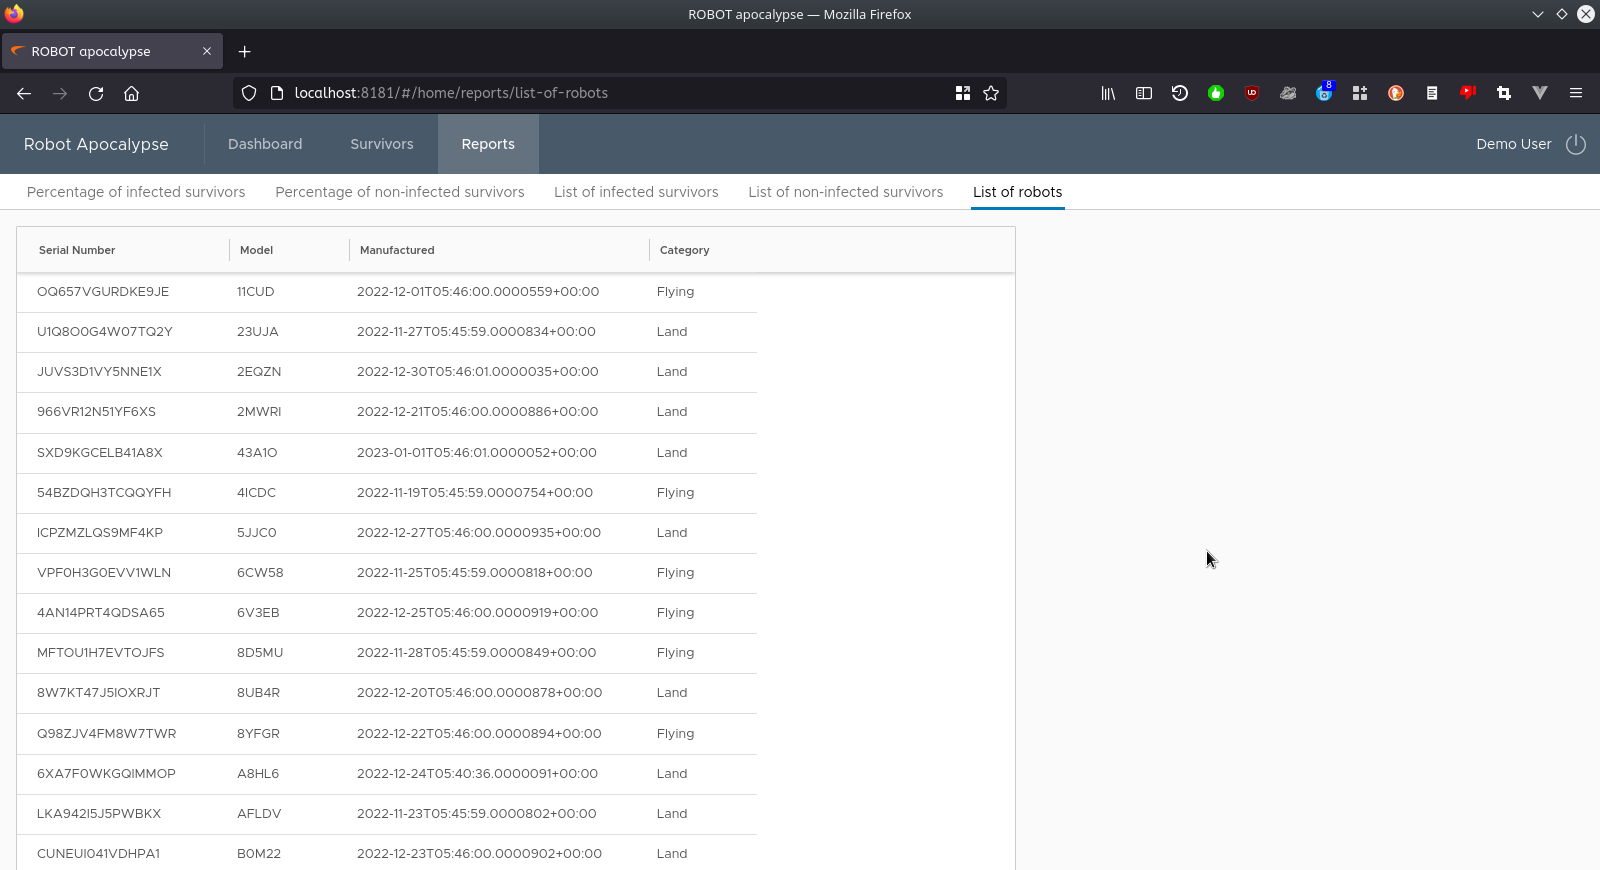 ROBOT apocalypse — Mozilla Firefox
ROBOT apocalypse
localhost:8181/#/home/reports/list-of-robots
8
Robot Apocalypse Dashboard Survivors Reports Demo User
Percentage of infected survivors Percentage of non-infected survivors List of infected survivors List of non-infected survivors List of robots
Serial Number Model Manufactured Category
OQ657VGURDKE9JE 11CUD 2022-12-01T05:46:00.0000559+00:00 Flying
U1Q8O0G4W07TQ2Y 23UJA 2022-11-27T05:45:59.0000834+00:00 Land
JUVS3D1VY5NNE1X 2EQZN 2022-12-30T05:46:01.0000035+00:00 Land
966VR12N51YF6XS 2MWRI 2022-12-21T05:46:00.0000886+00:00 Land
SXD9KGCELB41A8X 43A1O 2023-01-01T05:46:01.0000052+00:00 Land
54BZDQH3TCQQYFH 4ICDC 2022-11-19T05:45:59.0000754+00:00 Flying
ICPZMZLQS9MF4KP 5JJC0 2022-12-27T05:46:00.0000935+00:00 Land
VPF0H3G0EVV1WLN 6CW58 2022-11-25T05:45:59.0000818+00:00 Flying
4AN14PRT4QDSA65 6V3EB 2022-12-25T05:46:00.0000919+00:00 Flying
MFTOU1H7EVTOJFS 8D5MU 2022-11-28T05:45:59.0000849+00:00 Flying
8W7KT47J5IOXRJT 8UB4R 2022-12-20T05:46:00.0000878+00:00 Land
Q98ZJV4FM8W7TWR 8YFGR 2022-12-22T05:46:00.0000894+00:00 Flying
6XA7F0WKGQIMMOP A8HL6 2022-12-24T05:40:36.0000091+00:00 Land
LKA942I5J5PWBKX AFLDV 2022-11-23T05:45:59.0000802+00:00 Land
CUNEUI041VDHPA1 B0M22 2022-12-23T05:46:00.0000902+00:00 Land